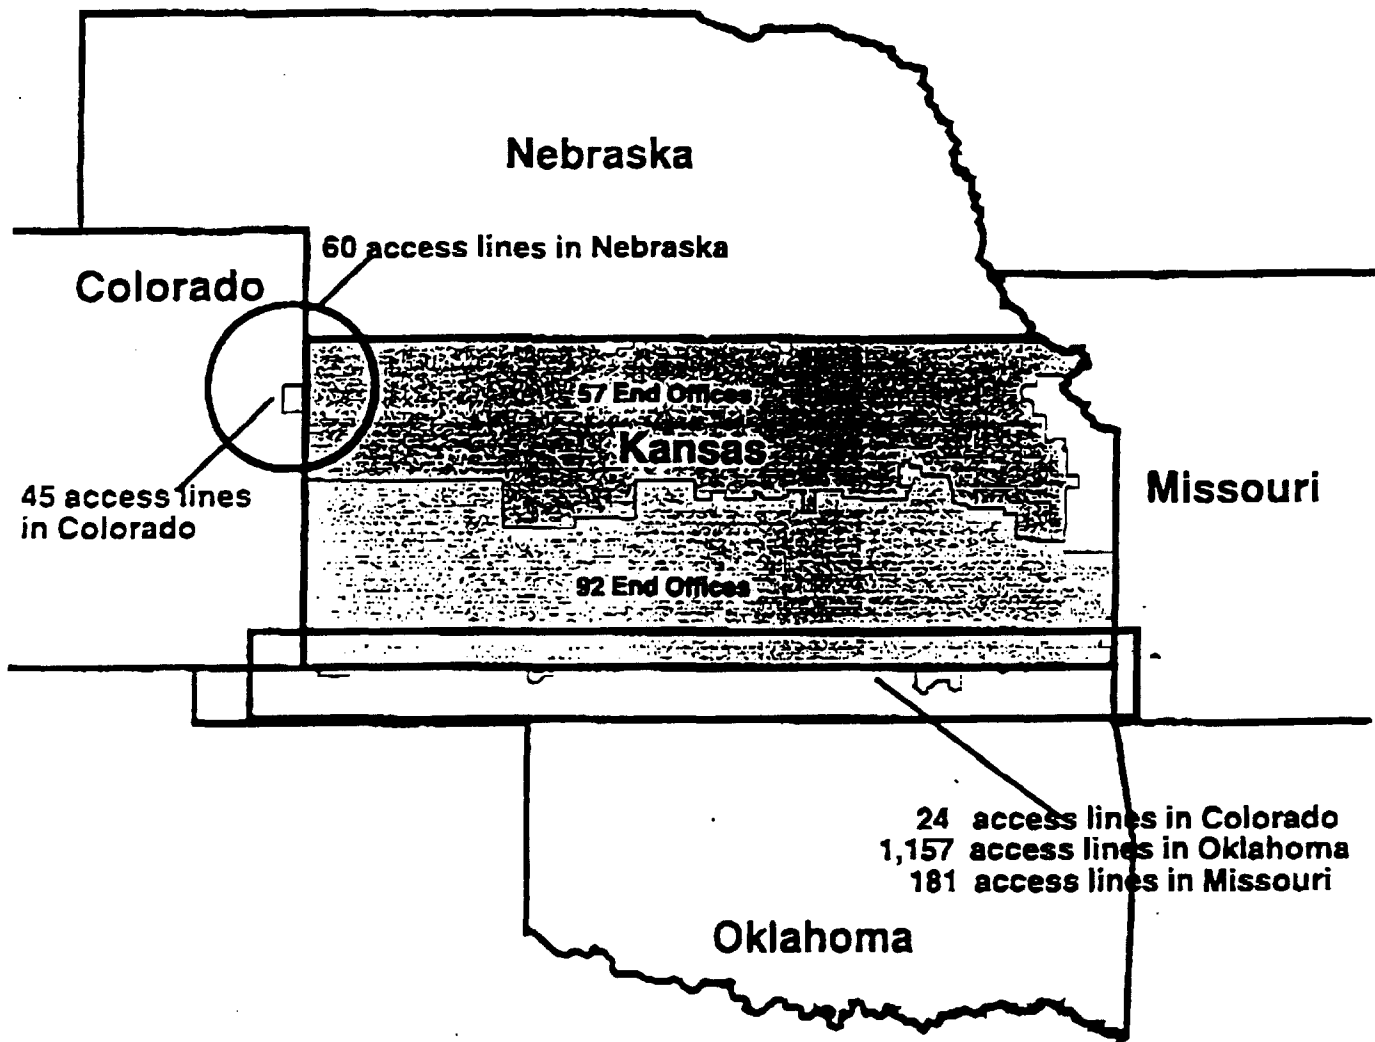 Nebraska
60 access lines in Nebraska
Colorado
57 End Offices
Kansas
45 access lines
in Colorado
Missouri
92 End Offices
24 access lines in Colorado
1,157 access lines in Oklahoma
181 access lines in Missouri
Oklahoma